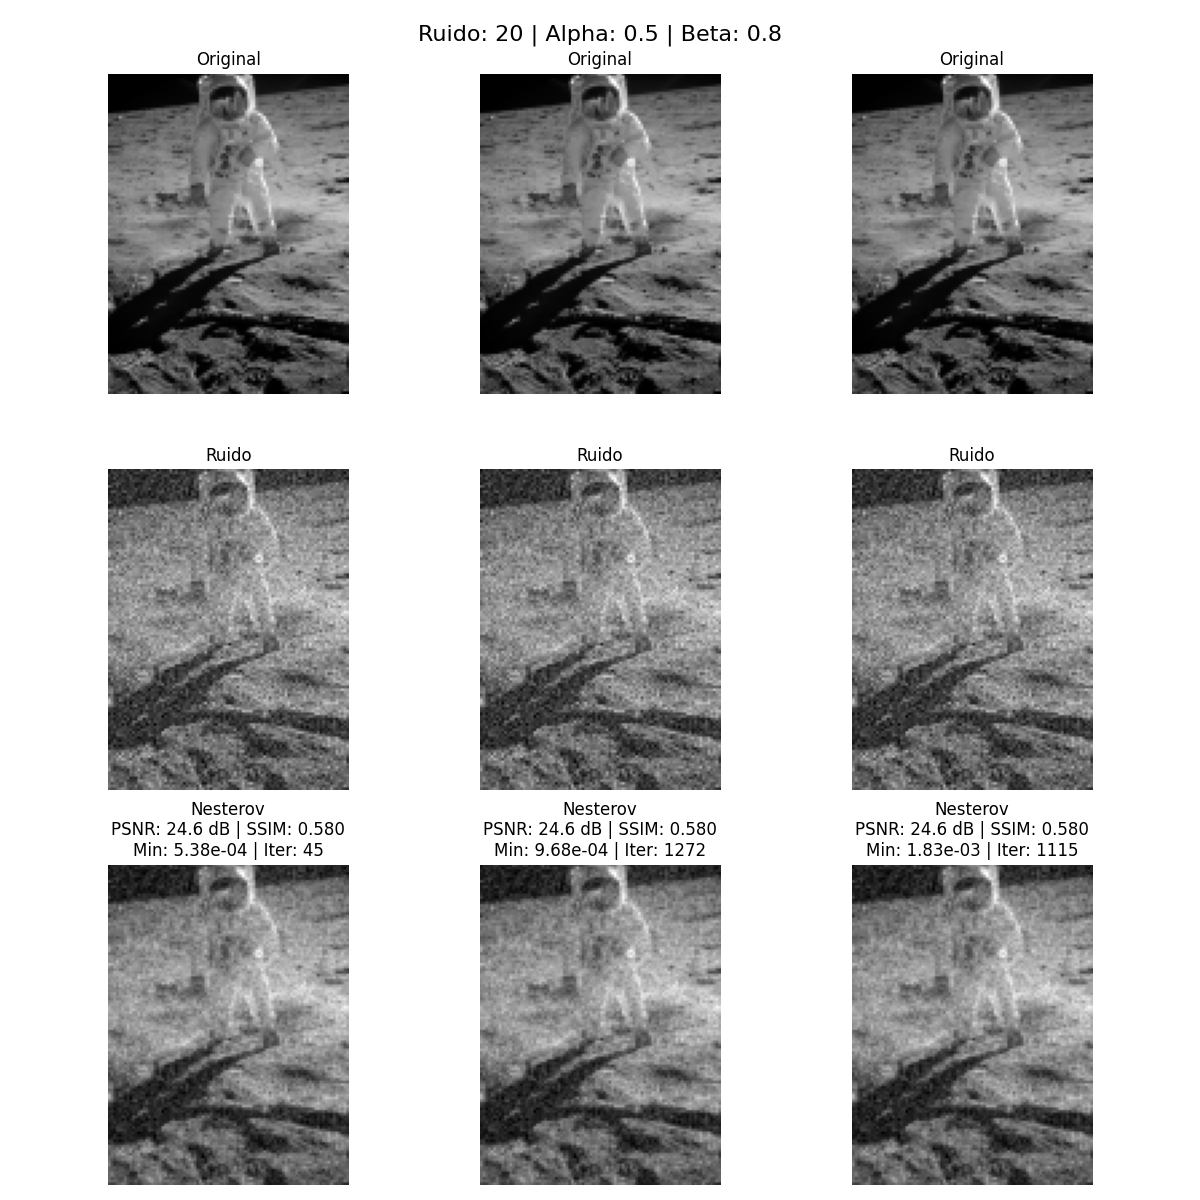 Ruido: 20 | Alpha: 0.5 | Beta: 0.8
Original
Original
Original
Ruido
Ruido
Ruido
Nesterov
PSNR: 24.6 dB | SSIM: 0.580
Min: 5.38e-04 | Iter: 45
Nesterov
PSNR: 24.6 dB | SSIM: 0.580
Min: 9.68e-04 | Iter: 1272
Nesterov
PSNR: 24.6 dB | SSIM: 0.580
Min: 1.83e-03 | Iter: 1115